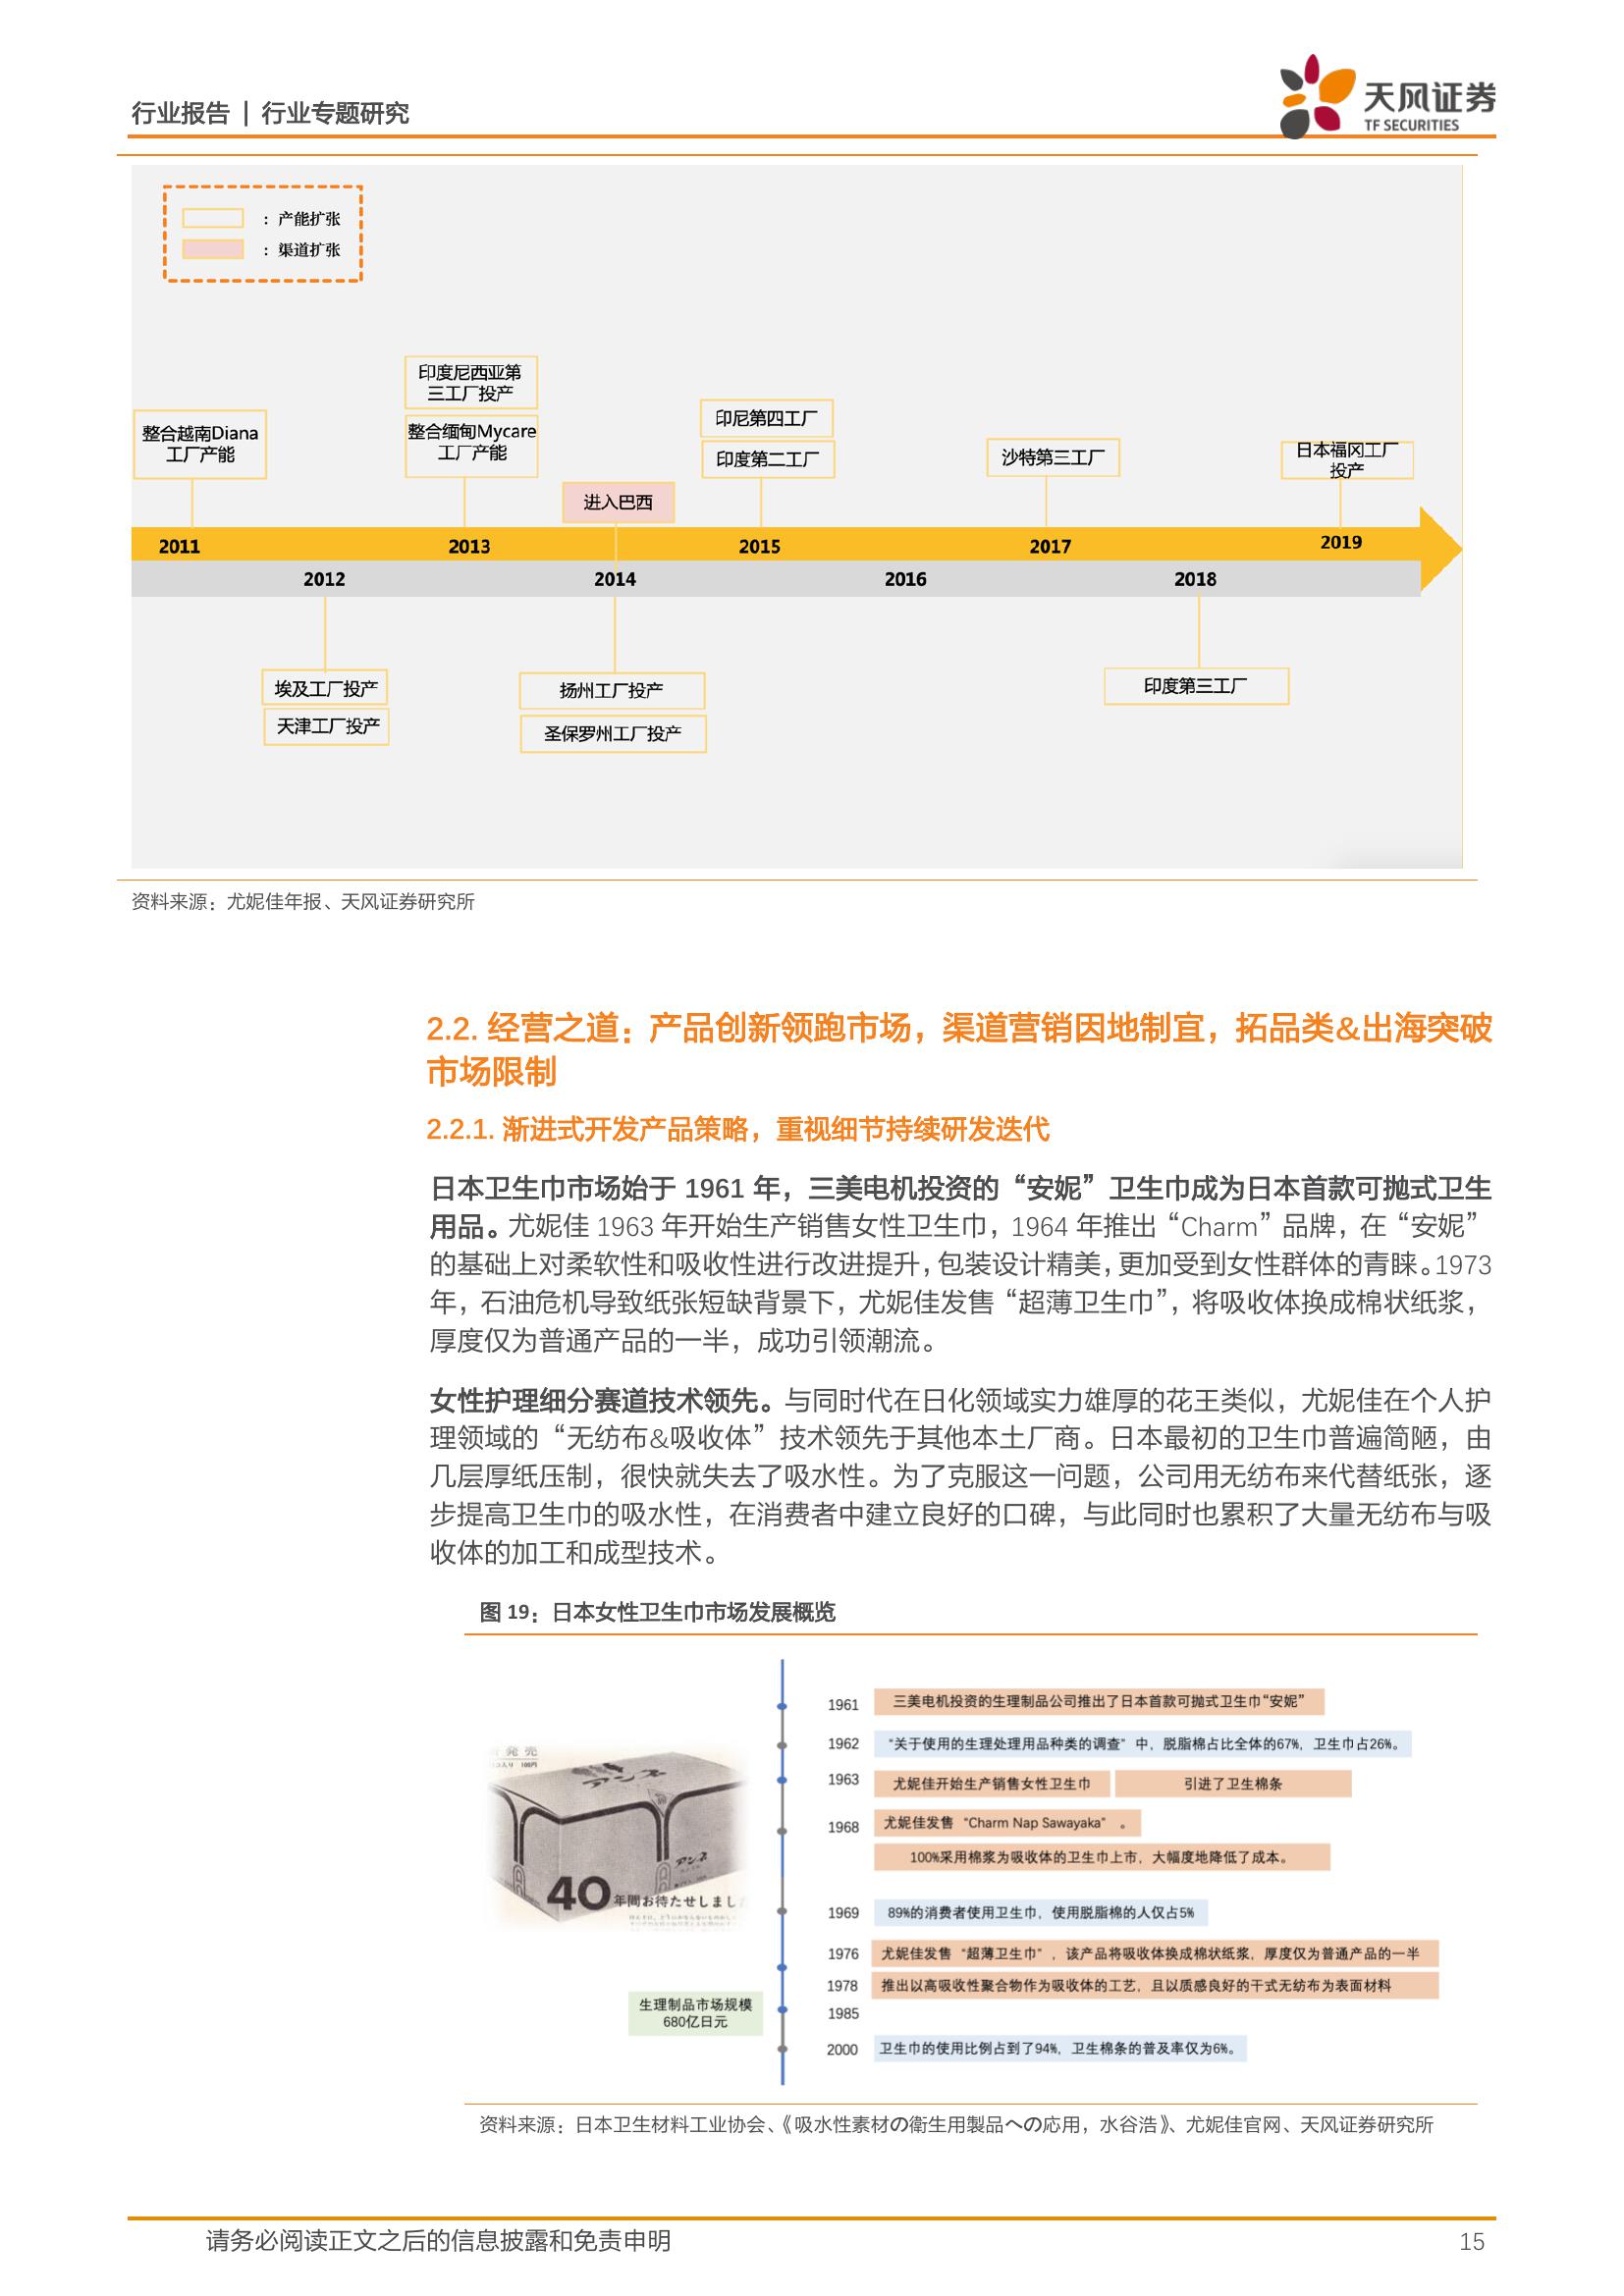 行业报告 | 行业专题研究
天风证券
TF SECURITIES
：产能扩张
：渠道扩张
印度尼西亚第
三工厂投产
整合越南Diana
工厂产能
整合缅甸Mycare
工厂产能
进入巴西
印尼第四工厂
印度第二工厂
沙特第三工厂
日本福冈工厂
投产
2011
2013
2015
2017
2019
2012
2014
2016
2018
埃及工厂投产
天津工厂投产
扬州工厂投产
圣保罗州工厂投产
印度第三工厂
资料来源：尤妮佳年报、天风证券研究所
2.2. 经营之道：产品创新领跑市场，渠道营销因地制宜，拓品类&出海突破
市场限制
2.2.1. 渐进式开发产品策略，重视细节持续研发迭代
日本卫生巾市场始于 1961 年，三美电机投资的“安妮”卫生巾成为日本首款可抛式卫生
用品。尤妮佳 1963 年开始生产销售女性卫生巾，1964 年推出“Charm”品牌，在“安妮”
的基础上对柔软性和吸收性进行改进提升，包装设计精美，更加受到女性群体的青睐。1973
年，石油危机导致纸张短缺背景下，尤妮佳发售“超薄卫生巾”，将吸收体换成棉状纸浆，
厚度仅为普通产品的一半，成功引领潮流。
女性护理细分赛道技术领先。与同时代在日化领域实力雄厚的花王类似，尤妮佳在个人护
理领域的“无纺布&吸收体”技术领先于其他本土厂商。日本最初的卫生巾普遍简陋，由
几层厚纸压制，很快就失去了吸水性。为了克服这一问题，公司用无纺布来代替纸张，逐
步提高卫生巾的吸水性，在消费者中建立良好的口碑，与此同时也累积了大量无纺布与吸
收体的加工和成型技术。
图 19：日本女性卫生巾市场发展概览
発売
100円
アンネ
アンネ
40年間お待たせしまし
1961 三美电机投资的生理制品公司推出了日本首款可抛式卫生巾“安妮”
1962 “关于使用的生理处理用品种类的调查”中，脱脂棉占比全体的67%，卫生巾占26%。
1963 尤妮佳开始生产销售女性卫生巾 引进了卫生棉条
1968 尤妮佳发售 “Charm Nap Sawayaka” 。
100%采用棉浆为吸收体的卫生巾上市，大幅度地降低了成本。
1969 89%的消费者使用卫生巾，使用脱脂棉的人仅占5%
1976 尤妮佳发售“超薄卫生巾”，该产品将吸收体换成棉状纸浆，厚度仅为普通产品的一半
1978 推出以高吸收性聚合物作为吸收体的工艺，且以质感良好的干式无纺布为表面材料
生理制品市场规模
680亿日元
1985
2000 卫生巾的使用比例占到了94%，卫生棉条的普及率仅为6%。
资料来源：日本卫生材料工业协会、《吸水性素材の衛生用製品への応用，水谷浩》、尤妮佳官网、天风证券研究所
请务必阅读正文之后的信息披露和免责申明
15